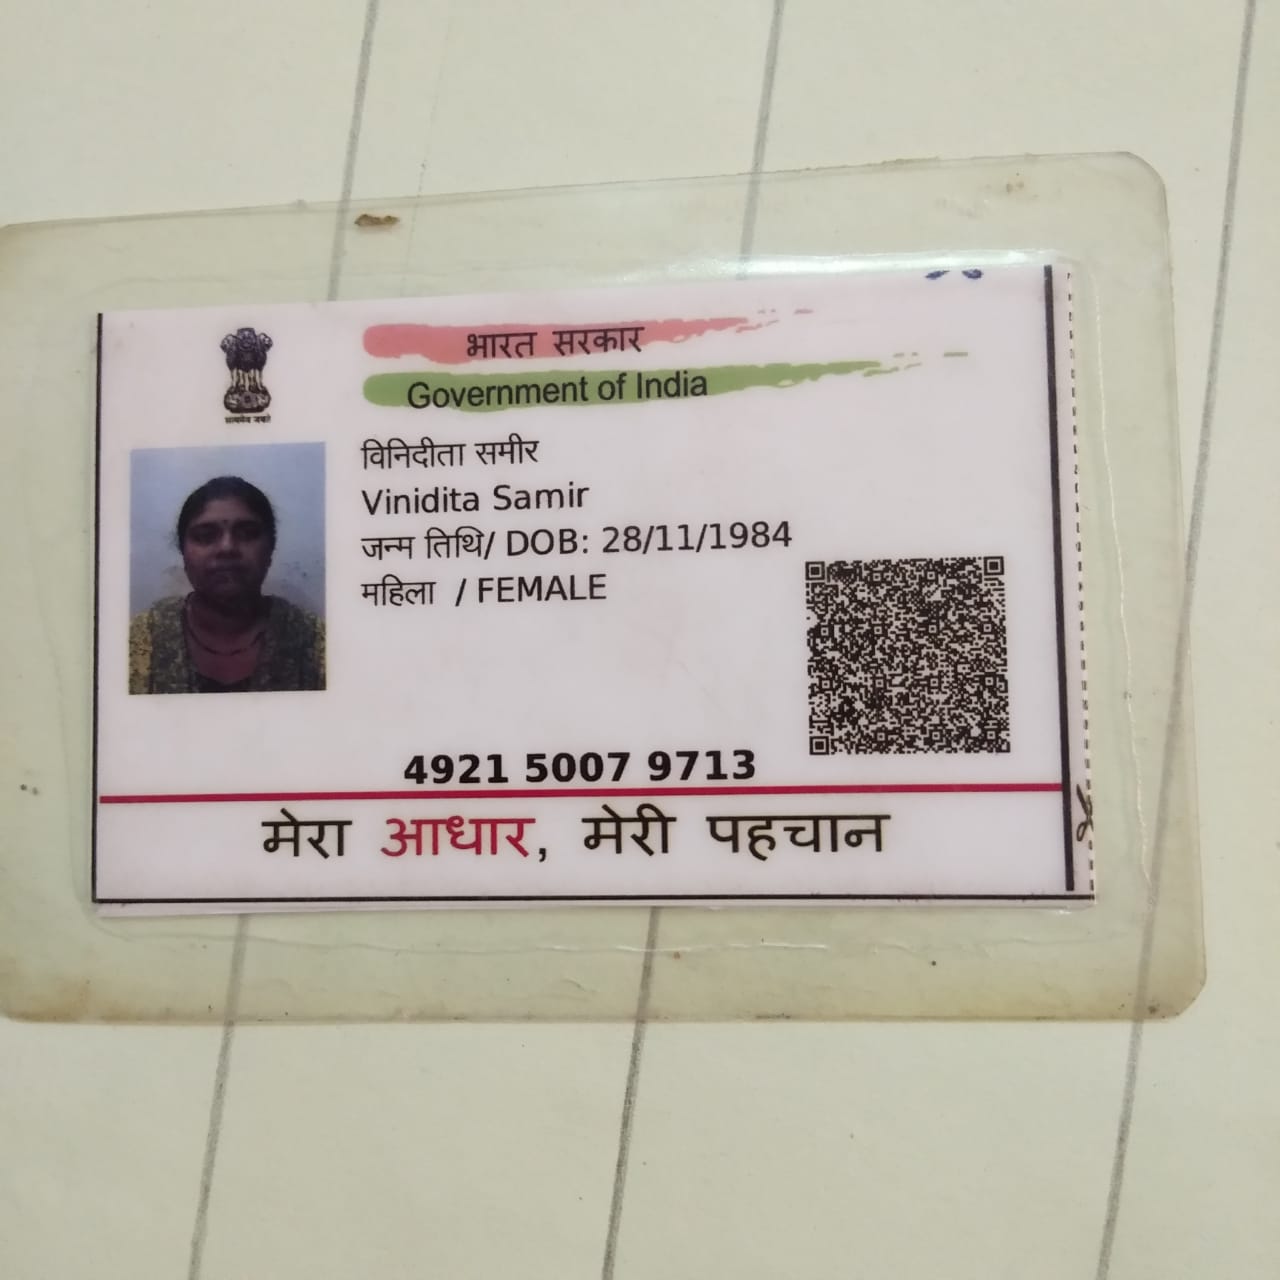 सत्यमेव जयते
भारत सरकार
Government of India
विनिदीता समीर
Vinidita Samir
जन्म तिथि/ DOB: 28/11/1984
महिला / FEMALE
4921 5007 9713
मेरा आधार, मेरी पहचान